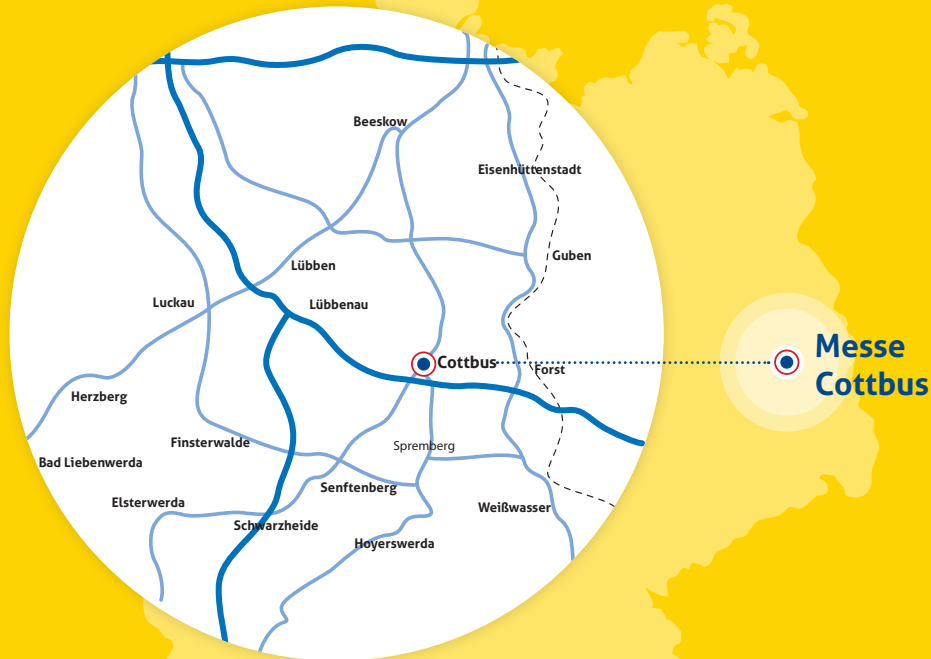 Beeskow
Eisenhüttenstadt
Guben
Lübben
Luckau
Lübbenau
Messe
Cottbus
Cottbus
Forst
Herzberg
Finsterwalde
Spremberg
Bad Liebenwerda
Senftenberg
Elsterwerda
Weißwasser
Schwarzheide
Hoyerswerda